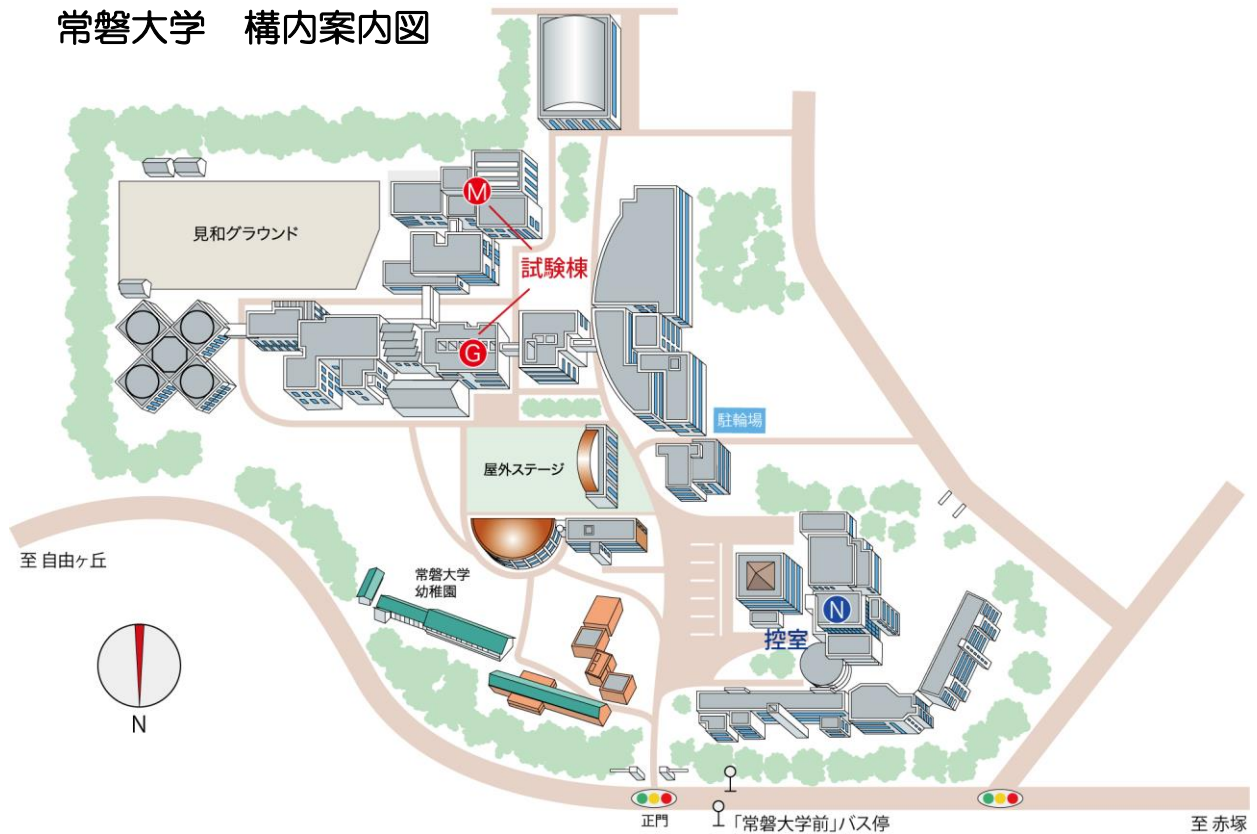 常磐大学　構内案内図
M
見和グラウンド
試験棟
G
駐輪場
屋外ステージ
至 自由ヶ丘
常磐大学
幼稚園
N
控室
N
正門
「常磐大学前」バス停
至 赤塚